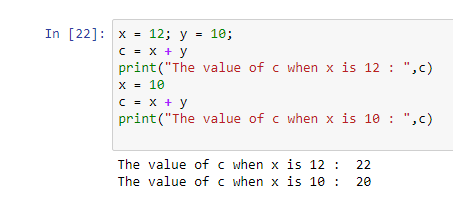 In [22]: x = 12; y = 10;
c = x + y
print("The value of c when x is 12 : ",c)
x = 10
c = x + y
print("The value of c when x is 10 : ",c)
The value of c when x is 12 :  22
The value of c when x is 10 :  20